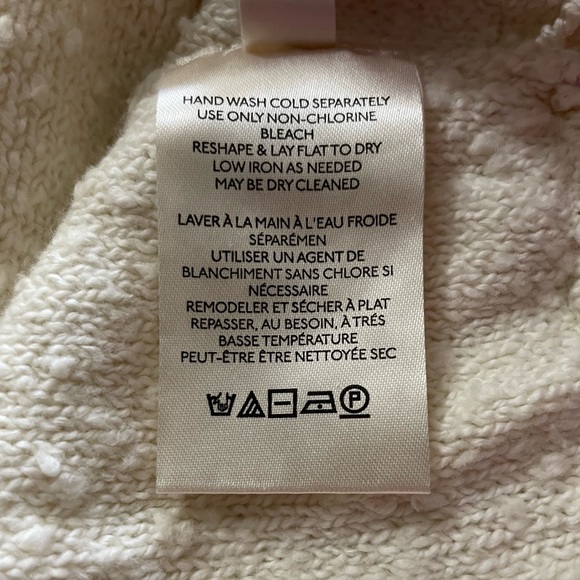 HAND WASH COLD SEPARATELY
USE ONLY NON-CHLORINE
BLEACH
RESHAPE & LAY FLAT TO DRY
LOW IRON AS NEEDED
MAY BE DRY CLEANED
LAVER À LA MAIN À L'EAU FROIDE
SÉPARÉMEN
UTILISER UN AGENT DE
BLANCHIMENT SANS CHLORE SI
NÉCESSAIRE
REMODELER ET SÉCHER À PLAT
REPASSER, AU BESOIN, À TRÉS
BASSE TEMPÉRATURE
PEUT-ÊTRE ÊTRE NETTOYÉE SEC
P